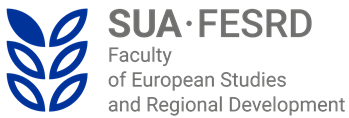 SUA·FESRD
Faculty
of European Studies
and Regional Development